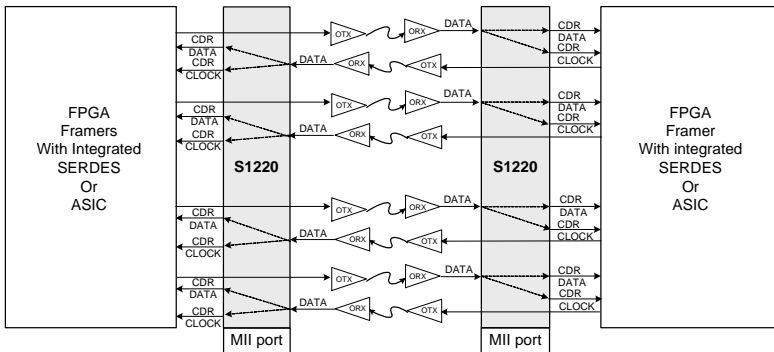 FPGA
Framers
With Integrated
SERDES
Or
ASIC
CDR
DATA
CDR
CLOCK
CDR
DATA
CDR
CLOCK
CDR
DATA
CDR
CLOCK
CDR
DATA
CDR
CLOCK
S1220
MII port
OTX
ORX
DATA
DATA
ORX
OTX
OTX
ORX
DATA
DATA
ORX
OTX
OTX
ORX
DATA
DATA
ORX
OTX
OTX
ORX
DATA
DATA
ORX
OTX
S1220
MII port
CDR
DATA
CDR
CLOCK
CDR
DATA
CDR
CLOCK
CDR
DATA
CDR
CLOCK
CDR
DATA
CDR
CLOCK
FPGA
Framer
With integrated
SERDES
Or
ASIC